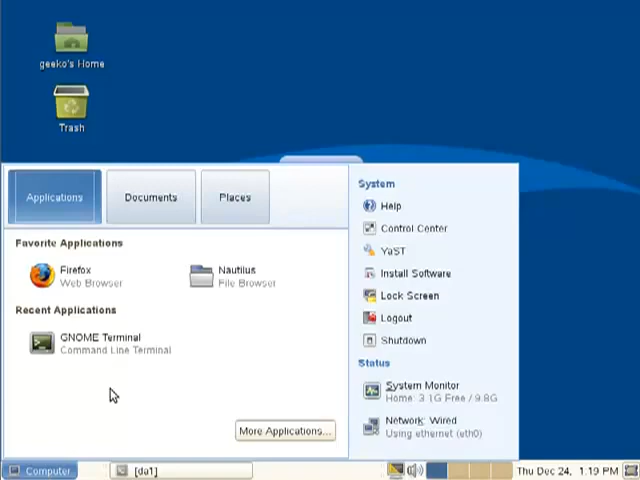 geeko's Home
Trash
Applications
Documents
Places
Favorite Applications
Firefox
Web Browser
Nautilus
File Browser
Recent Applications
GNOME Terminal
Command Line Terminal
More Applications...
System
Help
Control Center
YaST
Install Software
Lock Screen
Logout
Shutdown
Status
System Monitor
Home: 3.1G Free / 9.8G
Network: Wired
Using ethernet (eth0)
Computer
[da1]
Thu Dec 24, 1:19 PM